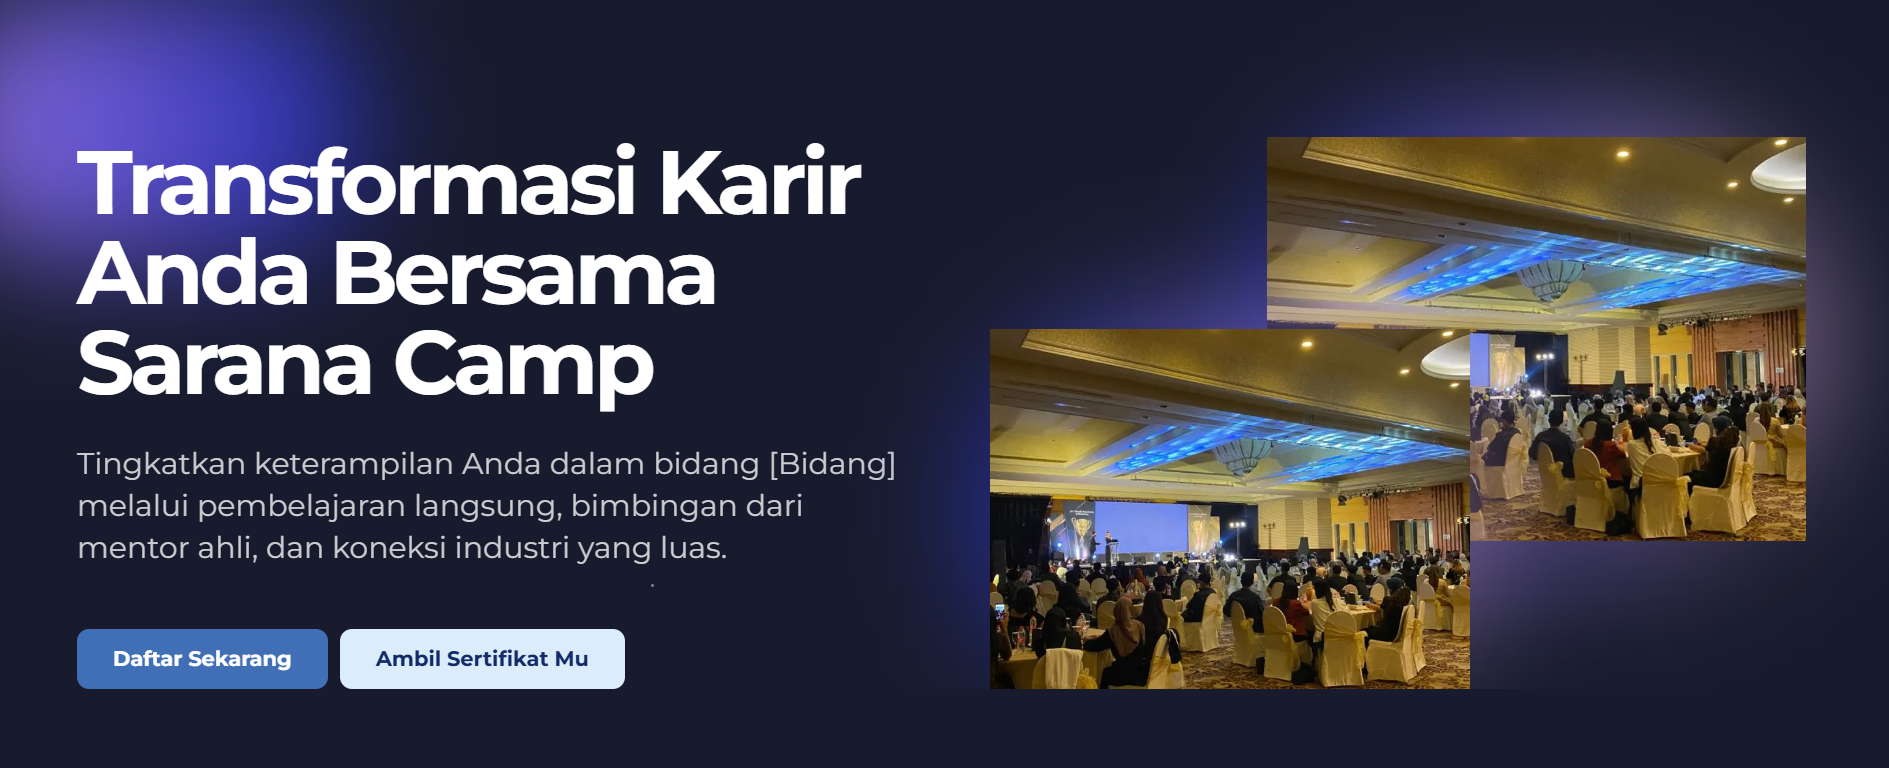 Transformasi Karir
Anda Bersama
Sarana Camp
Tingkatkan keterampilan Anda dalam bidang [Bidang]
melalui pembelajaran langsung, bimbingan dari
mentor ahli, dan koneksi industri yang luas.
Daftar Sekarang
Ambil Sertifikat Mu